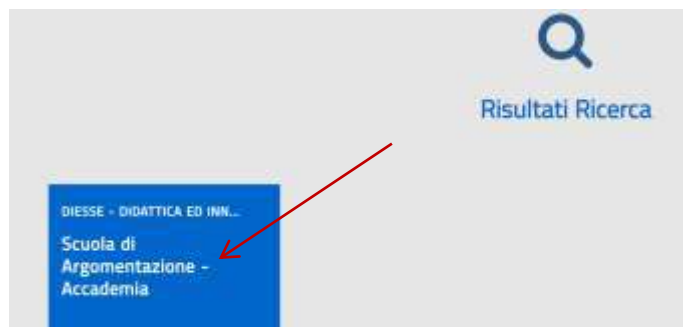 Risultati Ricerca
DIESSE - DIDATTICA ED INN...
Scuola di
Argomentazione -
Accademia